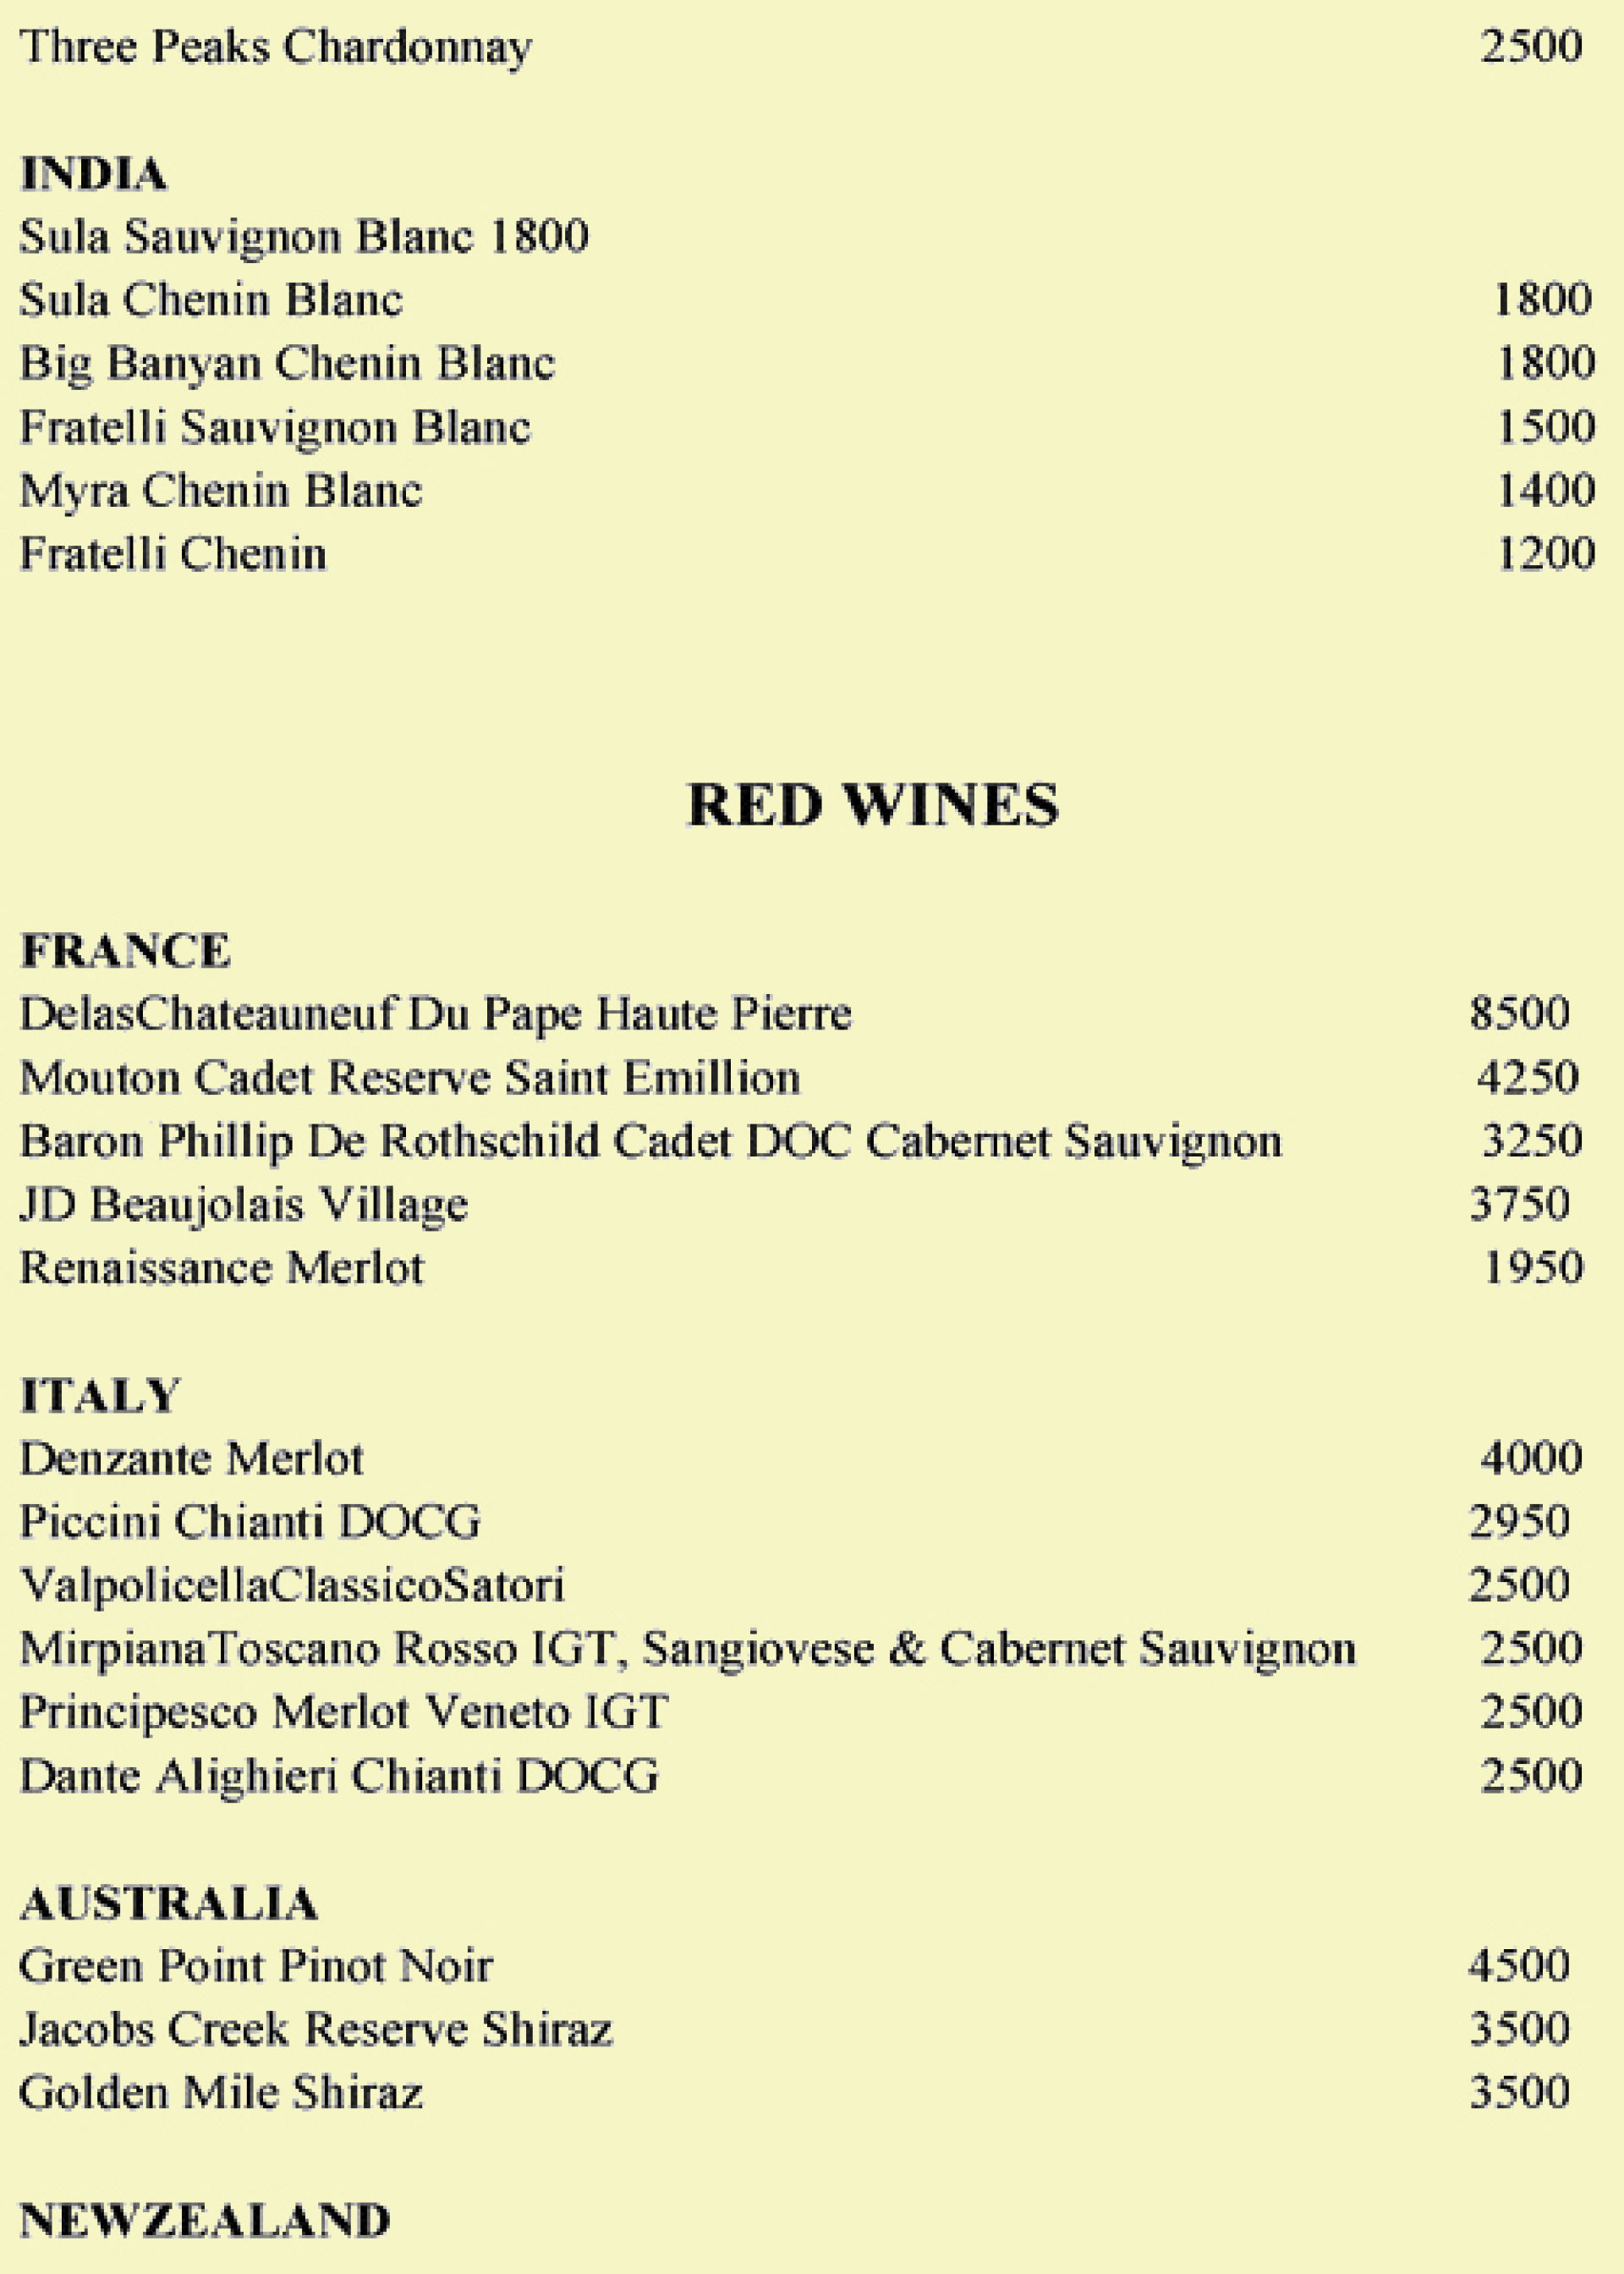 Three Peaks Chardonnay 2500
INDIA
Sula Sauvignon Blanc 1800
Sula Chenin Blanc 1800
Big Banyan Chenin Blanc 1800
Fratelli Sauvignon Blanc 1500
Myra Chenin Blanc 1400
Fratelli Chenin 1200
RED WINES
FRANCE
DelasChateauneuf Du Pape Haute Pierre 8500
Mouton Cadet Reserve Saint Emillion 4250
Baron Phillip De Rothschild Cadet DOC Cabernet Sauvignon 3250
JD Beaujolais Village 3750
Renaissance Merlot 1950
ITALY
Denzante Merlot 4000
Piccini Chianti DOCG 2950
ValpolicellaClassicoSatori 2500
MirpianaToscano Rosso IGT, Sangiovese & Cabernet Sauvignon 2500
Principesco Merlot Veneto IGT 2500
Dante Alighieri Chianti DOCG 2500
AUSTRALIA
Green Point Pinot Noir 4500
Jacobs Creek Reserve Shiraz 3500
Golden Mile Shiraz 3500
NEWZEALAND